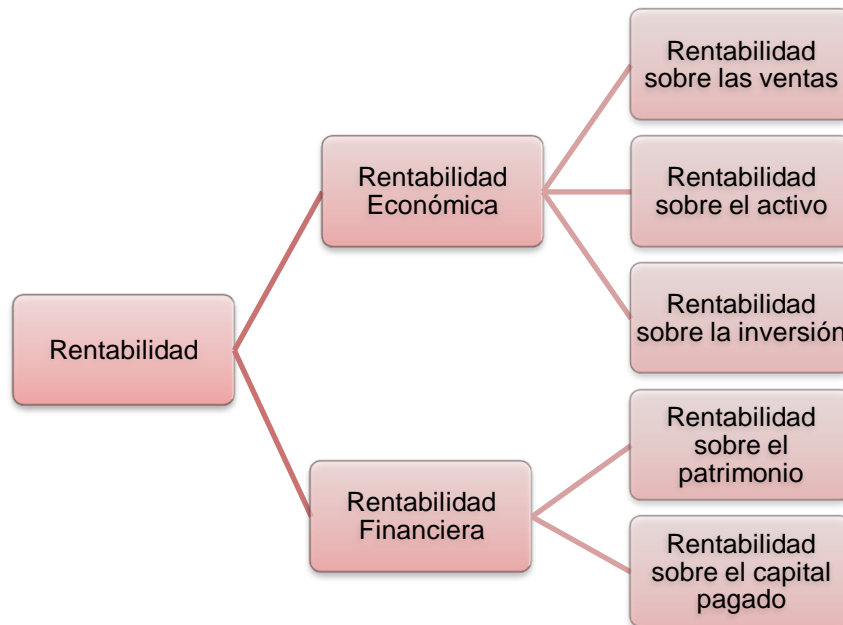 Rentabilidad
Rentabilidad
Económica
Rentabilidad
sobre las ventas
Rentabilidad
sobre el activo
Rentabilidad
sobre la inversión
Rentabilidad
Financiera
Rentabilidad
sobre el
patrimonio
Rentabilidad
sobre el capital
pagado